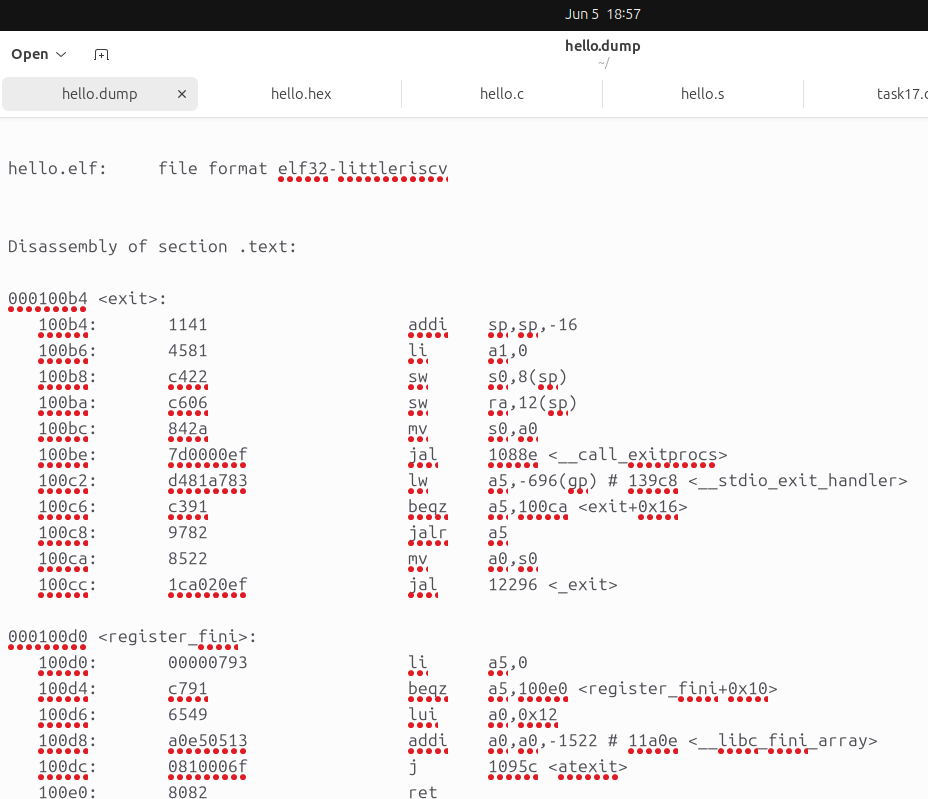 Jun 5 18:57
Open
hello.dump
~/
hello.dump × hello.hex hello.c hello.s task17.c
hello.elf:     file format elf32-littleriscv
Disassembly of section .text:
000100b4 <exit>:
   100b4:       1141                    addi    sp,sp,-16
   100b6:       4581                    li      a1,0
   100b8:       c422                    sw      s0,8(sp)
   100ba:       c606                    sw      ra,12(sp)
   100bc:       842a                    mv      s0,a0
   100be:       7d0000ef                jal     1088e <__call_exitprocs>
   100c2:       d481a783                lw      a5,-696(gp) # 139c8 <__stdio_exit_handler>
   100c6:       c391                    beqz    a5,100ca <exit+0x16>
   100c8:       9782                    jalr    a5
   100ca:       8522                    mv      a0,s0
   100cc:       1ca020ef                jal     12296 <_exit>
000100d0 <register_fini>:
   100d0:       00000793                li      a5,0
   100d4:       c791                    beqz    a5,100e0 <register_fini+0x10>
   100d6:       6549                    lui     a0,0x12
   100d8:       a0e50513                addi    a0,a0,-1522 # 11a0e <__libc_fini_array>
   100dc:       0810006f                j       1095c <atexit>
   100e0:       8082                    ret